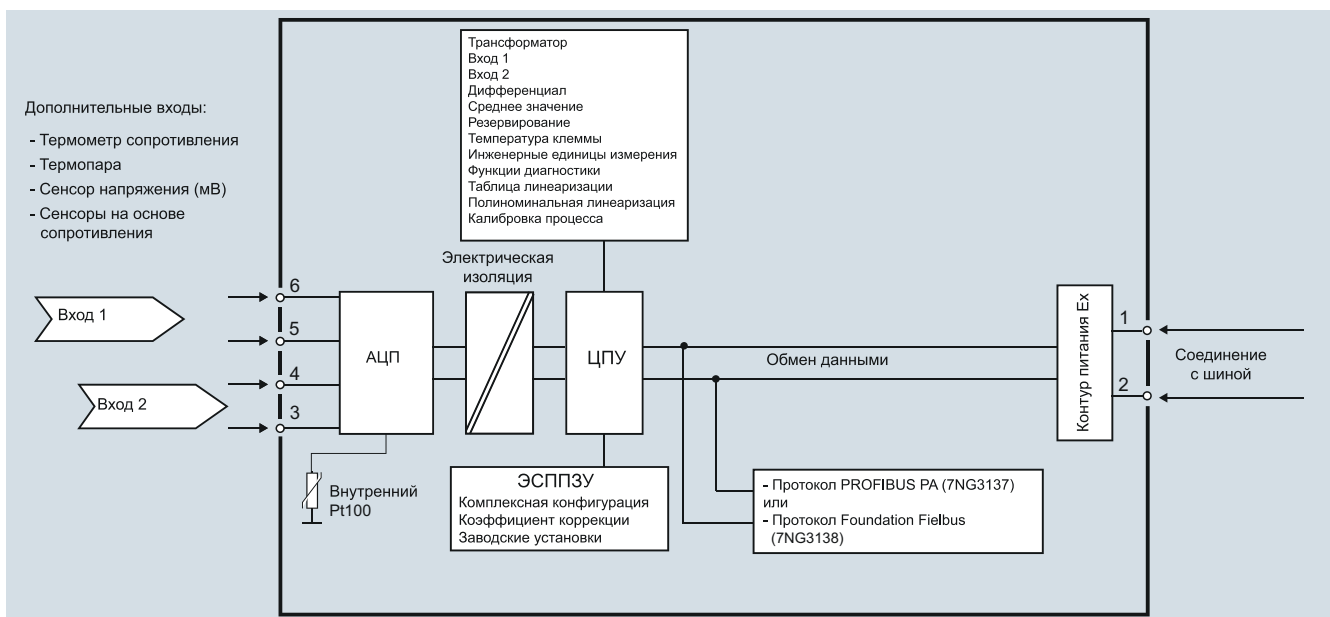 Трансформатор
Вход 1
Вход 2
Дифференциал
Среднее значение
Резервирование
Температура клеммы
Инженерные единицы измерения
Функции диагностики
Таблица линеаризации
Полиноминальная линеаризация
Калибровка процесса
Дополнительные входы:
- Термометр сопротивления
- Термопара
- Сенсор напряжения (мВ)
- Сенсоры на основе
сопротивления
Электрическая
изоляция
Вход 1
Вход 2
6
5
4
3
АЦП
ЦПУ
Обмен данными
Контур питания Ex
1
2
Соединение
с шиной
Внутренний
Pt100
ЭСППЗУ
Комплексная конфигурация
Коэффициент коррекции
Заводские установки
- Протокол PROFIBUS PA (7NG3137)
или
- Протокол Foundation Fielbus
(7NG3138)